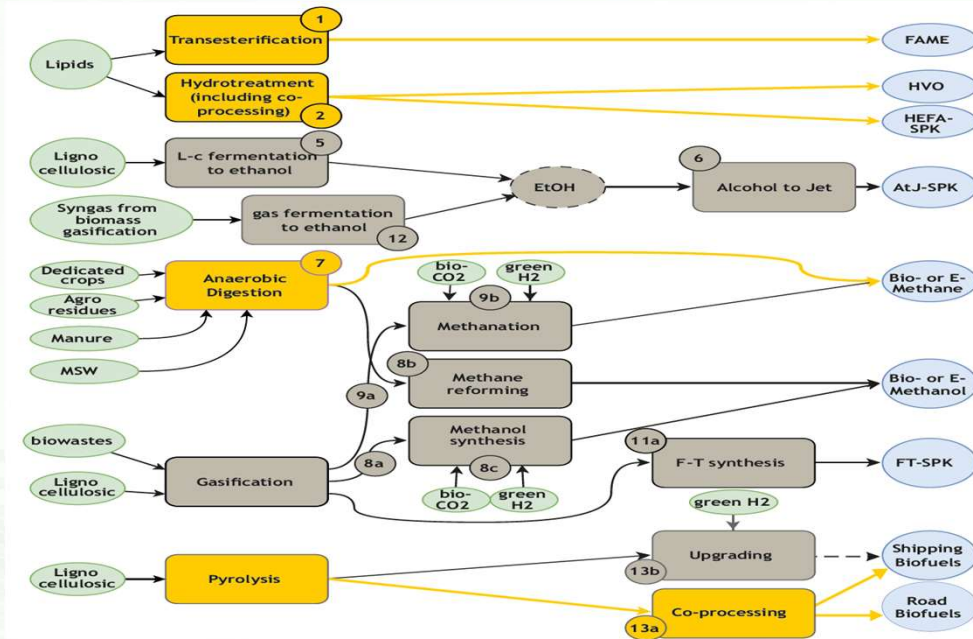 1
Transesterification
FAME
Lipids
Hydrotreatment
(including co-
processing)
2
HVO
HEFA-
SPK
Ligno
cellulosic
5
L-c fermentation
to ethanol
EtOH
6
Alcohol to Jet
AtJ-SPK
Syngas from
biomass
gasification
gas fermentation
to ethanol
12
Dedicated
crops
Agro
residues
Manure
MSW
7
Anaerobic
Digestion
bio-
CO2
green
H2
9b
Methanation
Bio- or E-
Methane
8b
Methane
reforming
Bio- or E-
Methanol
9a
Methanol
synthesis
8a
8c
bio-
CO2
green
H2
biowastes
Ligno
cellulosic
Gasification
11a
F-T synthesis
FT-SPK
green H2
Upgrading
13b
Shipping
Biofuels
Ligno
cellulosic
Pyrolysis
Co-processing
13a
Road
Biofuels